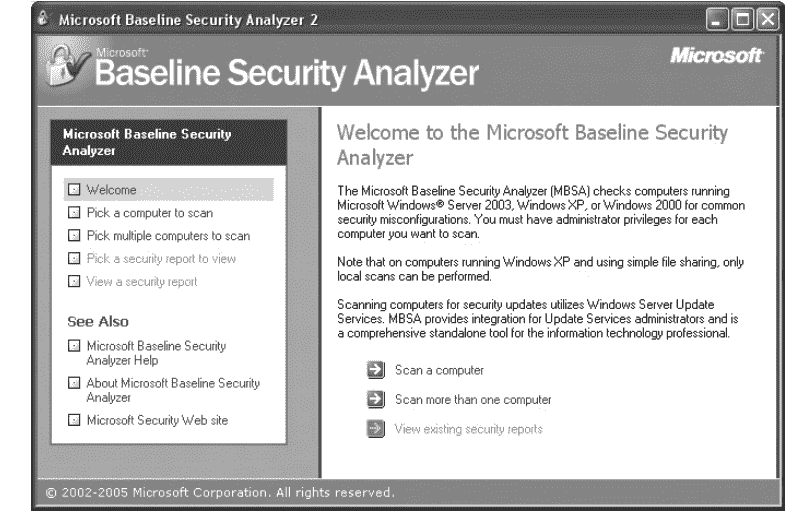 Microsoft Baseline Security Analyzer 2
Microsoft
Baseline Security Analyzer
Microsoft
Microsoft Baseline Security
Analyzer
Welcome
Pick a computer to scan
Pick multiple computers to scan
Pick a security report to view
View a security report
See Also
Microsoft Baseline Security
Analyzer Help
About Microsoft Baseline Security
Analyzer
Microsoft Security Web site
Welcome to the Microsoft Baseline Security
Analyzer
The Microsoft Baseline Security Analyzer (MBSA) checks computers running
Microsoft Windows® Server 2003, Windows XP, or Windows 2000 for common
security misconfigurations. You must have administrator privileges for each
computer you want to scan.
Note that on computers running Windows XP and using simple file sharing, only
local scans can be performed.
Scanning computers for security updates utilizes Windows Server Update
Services. MBSA provides integration for Update Services administrators and is
a comprehensive standalone tool for the information technology professional.
Scan a computer
Scan more than one computer
View existing security reports
© 2002-2005 Microsoft Corporation. All rights reserved.